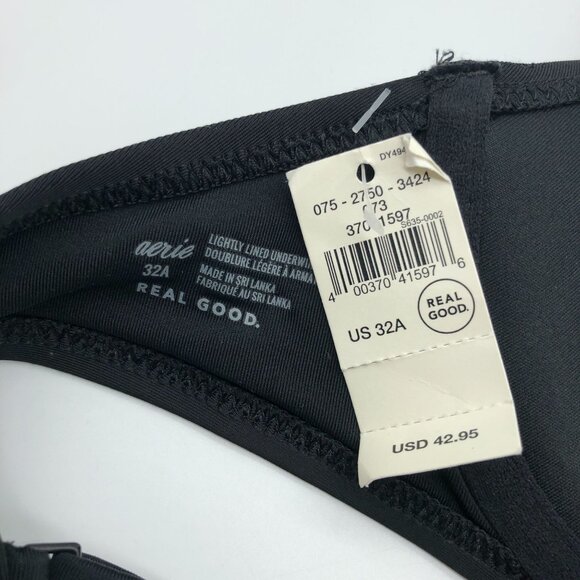 aerie
32A
LIGHTLY LINED UNDERWI
DOUBLURE LÉGÈRE À ARMA
MADE IN SRI LANKA
FABRIQUÉ AU SRI LANKA
REAL GOOD.
DY494
075 - 2750 - 3424
073
370 1597
S635-0002
4 00370 41597 6
US 32A
REAL GOOD.
USD 42.95